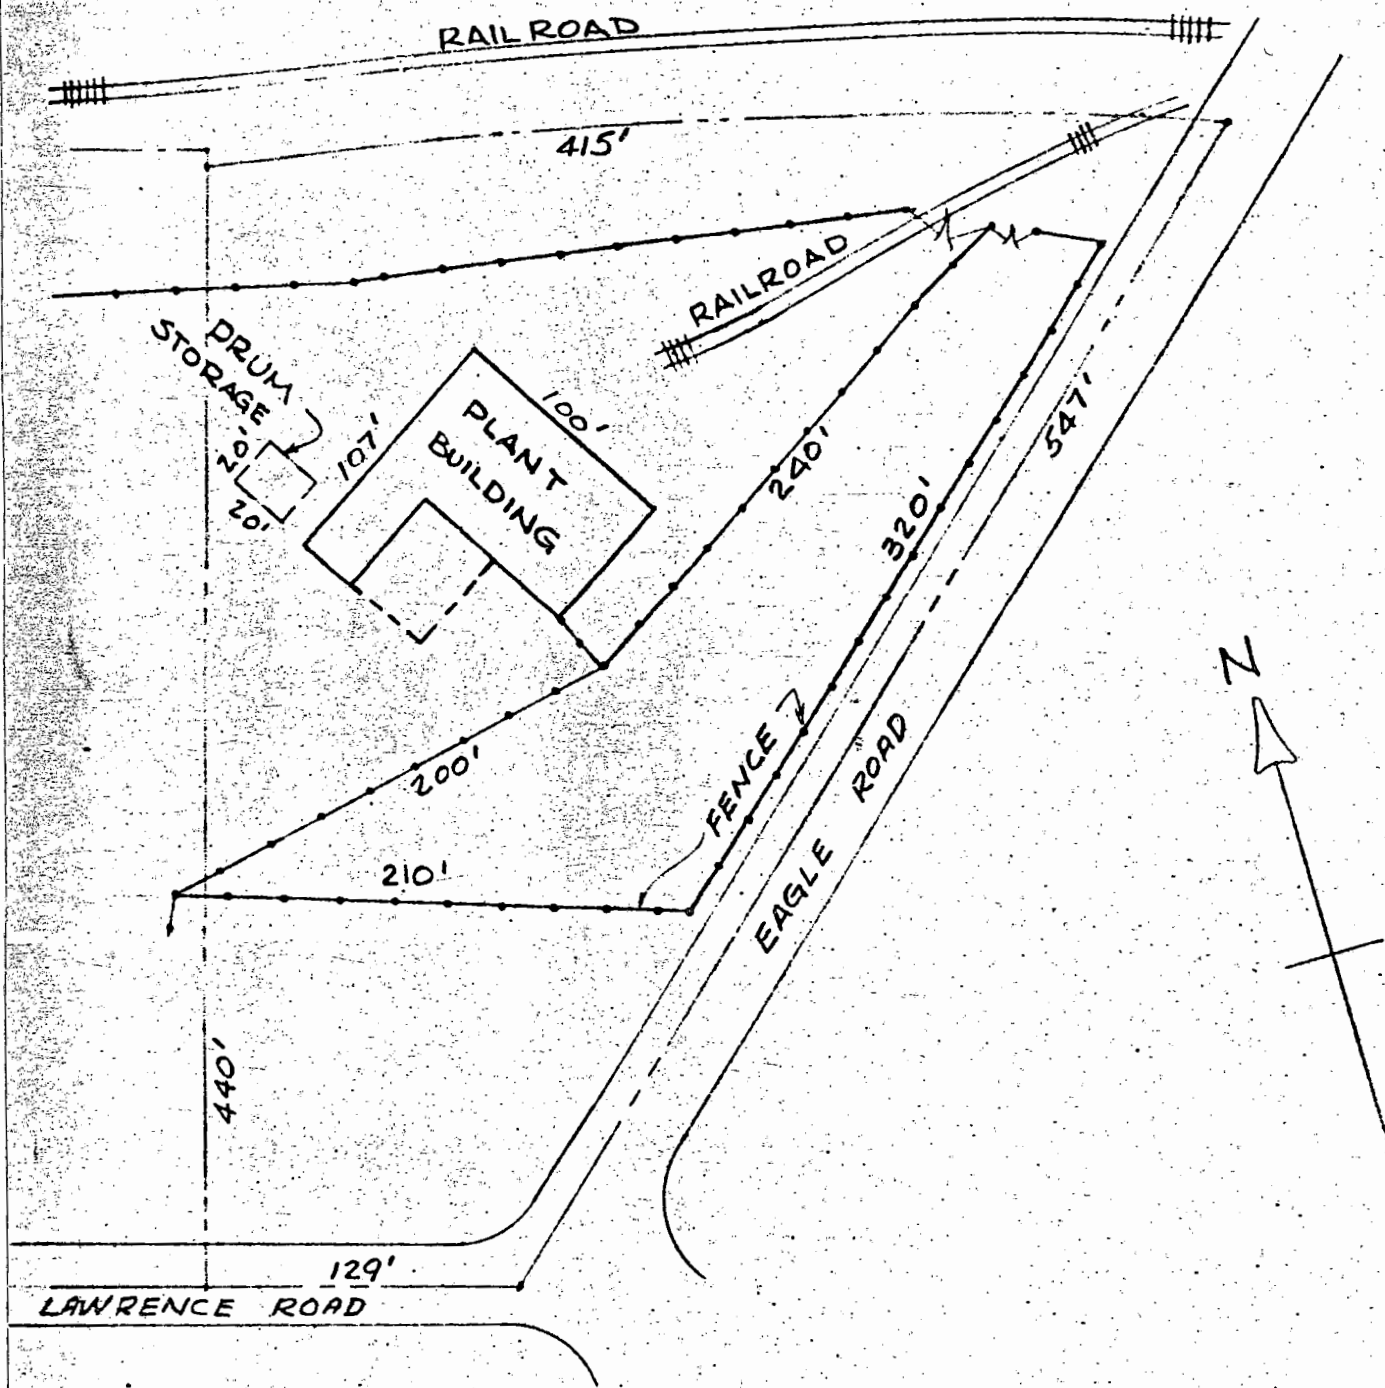 RAILROAD
415'
RAILROAD
DRUM
STORAGE
20'
20'
107'
100'
PLANT
BUILDING
240'
547'
320'
N
FENCE
200'
EAGLE ROAD
210'
440'
129'
LAWRENCE ROAD